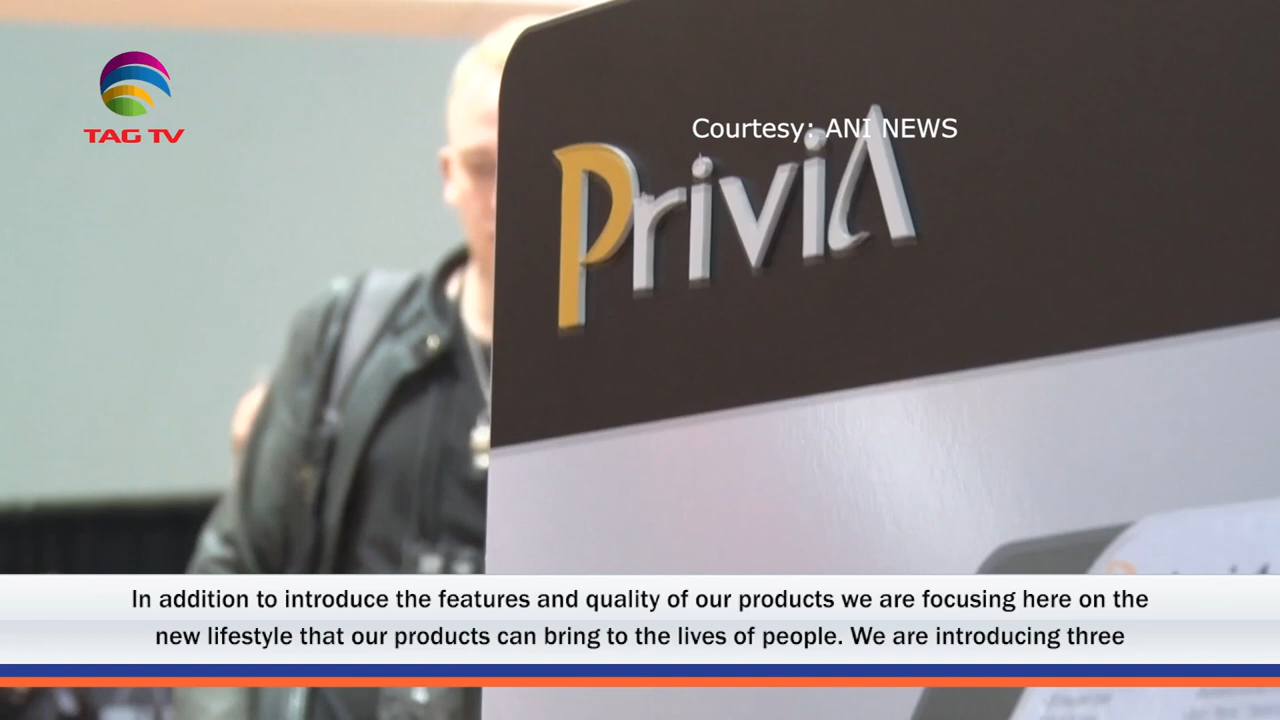 TAG TV
Courtesy: ANI NEWS
PriviA
In addition to introduce the features and quality of our products we are focusing here on the
new lifestyle that our products can bring to the lives of people. We are introducing three